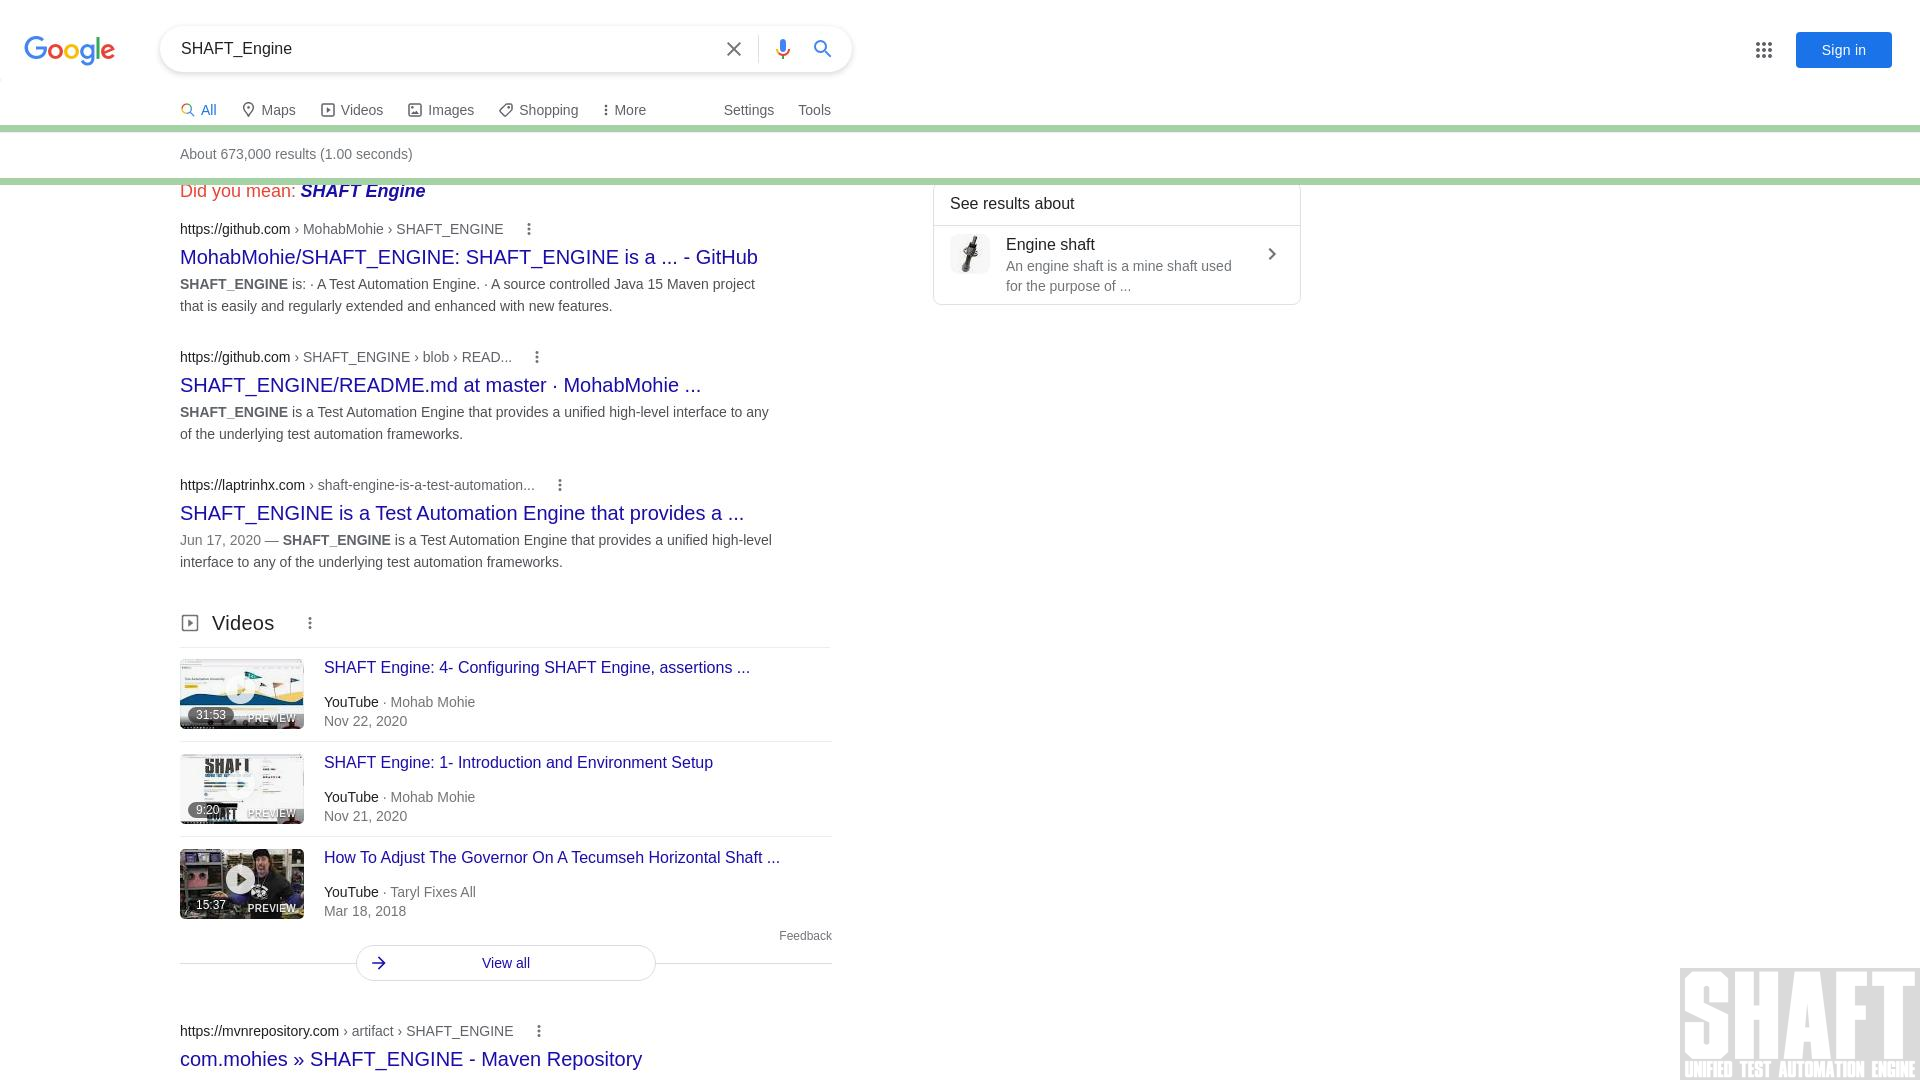 Google
SHAFT_Engine
Sign in
All
Maps
Videos
Images
Shopping
More
Settings
Tools
About 673,000 results (1.00 seconds)
Did you mean: SHAFT Engine
https://github.com › MohabMohie › SHAFT_ENGINE
MohabMohie/SHAFT_ENGINE: SHAFT_ENGINE is a ... - GitHub
SHAFT_ENGINE is: · A Test Automation Engine. · A source controlled Java 15 Maven project
that is easily and regularly extended and enhanced with new features.
https://github.com › SHAFT_ENGINE › blob › READ...
SHAFT_ENGINE/README.md at master · MohabMohie ...
SHAFT_ENGINE is a Test Automation Engine that provides a unified high-level interface to any
of the underlying test automation frameworks.
https://laptrinhx.com › shaft-engine-is-a-test-automation...
SHAFT_ENGINE is a Test Automation Engine that provides a ...
Jun 17, 2020 — SHAFT_ENGINE is a Test Automation Engine that provides a unified high-level
interface to any of the underlying test automation frameworks.
Videos
SHAFT Engine: 4- Configuring SHAFT Engine, assertions ...
YouTube · Mohab Mohie
Nov 22, 2020
31:53
PREVIEW
SHAFT Engine: 1- Introduction and Environment Setup
YouTube · Mohab Mohie
Nov 21, 2020
SHAFT
9:20
PREVIEW
How To Adjust The Governor On A Tecumseh Horizontal Shaft ...
YouTube · Taryl Fixes All
Mar 18, 2018
15:37
PREVIEW
Feedback
View all
https://mvnrepository.com › artifact › SHAFT_ENGINE
com.mohies » SHAFT_ENGINE - Maven Repository
See results about
Engine shaft
An engine shaft is a mine shaft used
for the purpose of ...
SHAFT
UNIFIED TEST AUTOMATION ENGINE